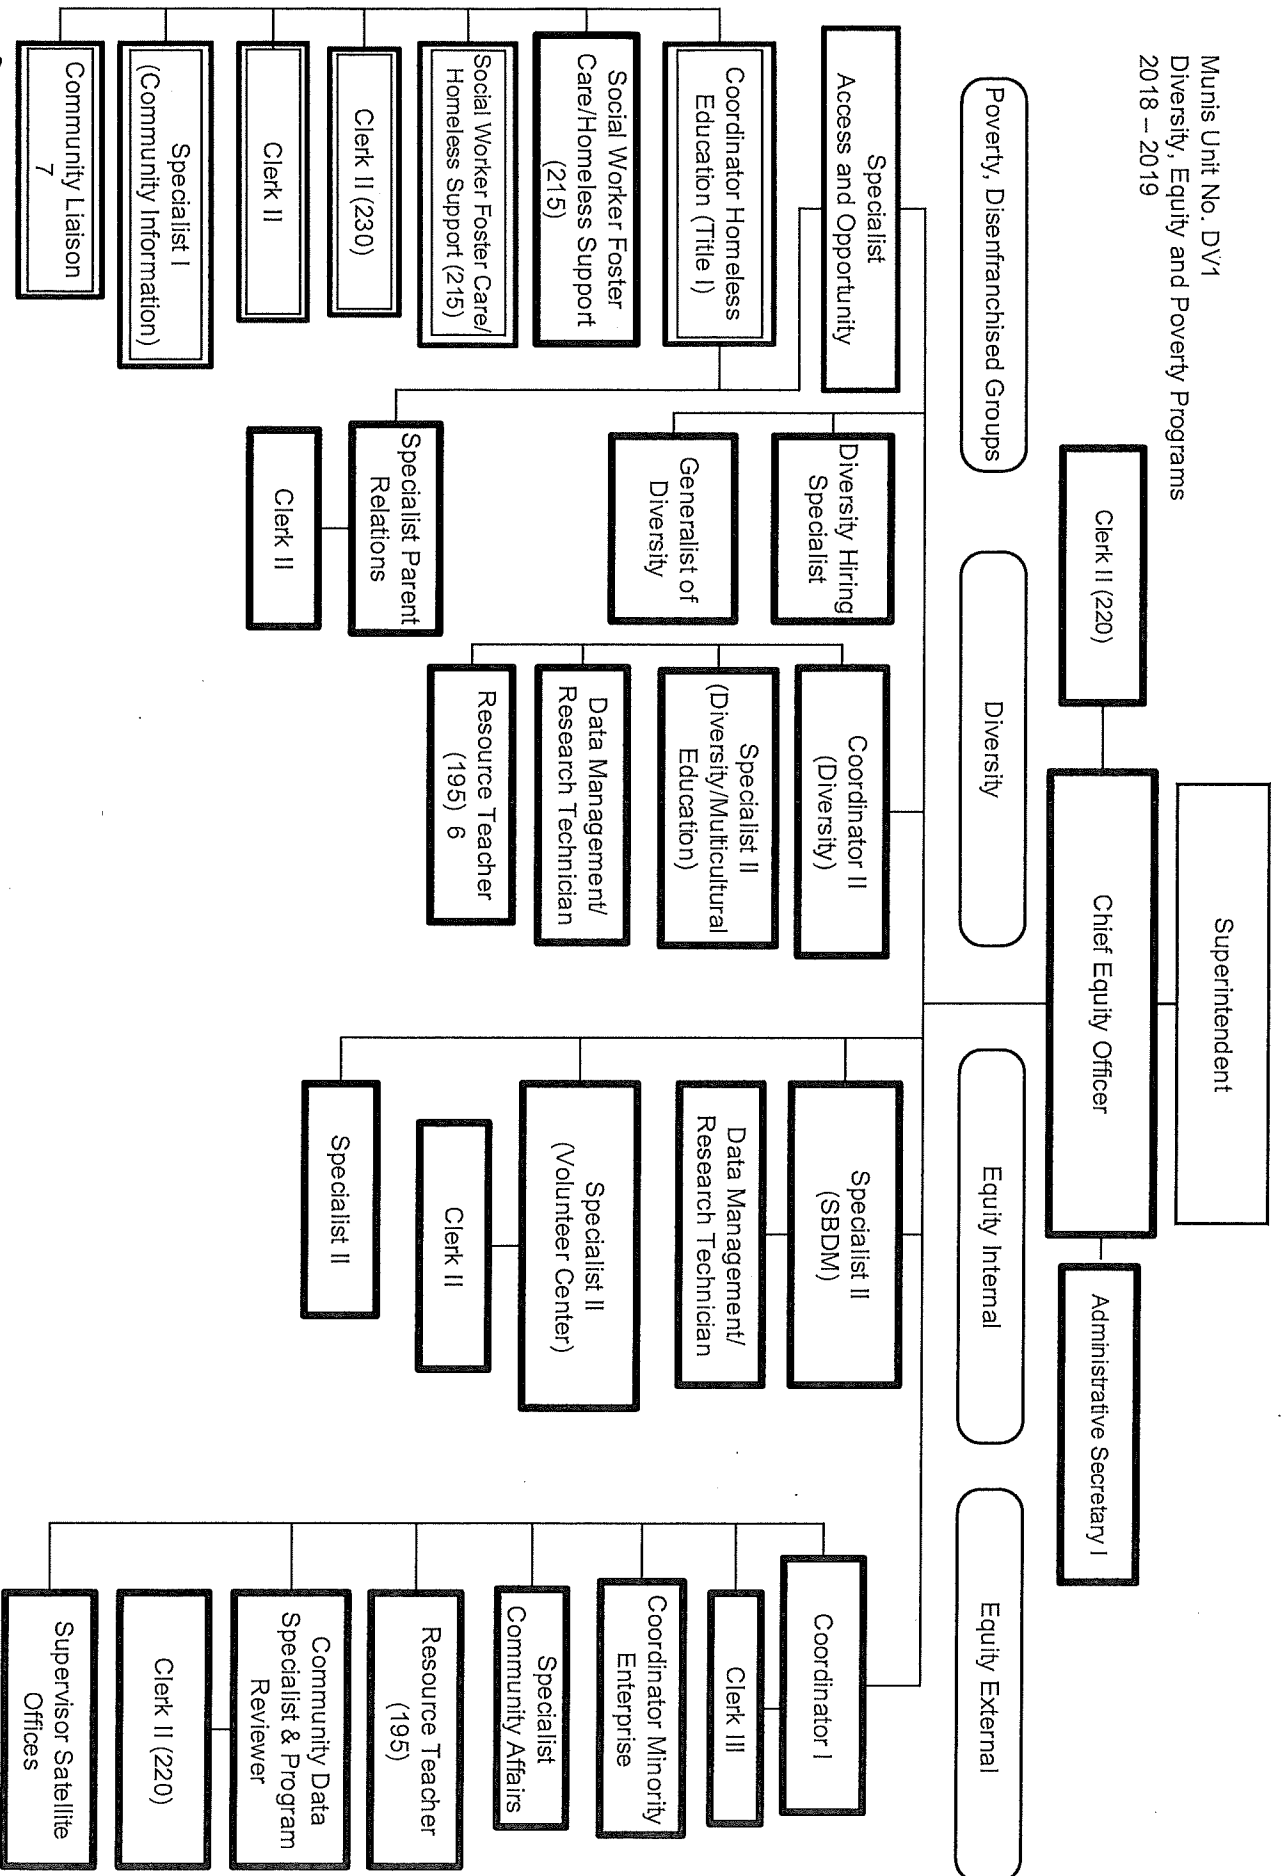 Munis Unit No. DV1
Diversity, Equity and Poverty Programs
2018 – 2019
Superintendent
Clerk II (220)
Chief Equity Officer
Administrative Secretary I
Poverty, Disenfranchised Groups
Diversity
Equity Internal
Equity External
Specialist
Access and Opportunity
Coordinator Homeless
Education (Title I)
Social Worker Foster
Care/Homeless Support
(215)
Social Worker Foster Care/
Homeless Support (215)
Clerk II (230)
Clerk II
Specialist I
(Community Information)
Community Liaison
7
Specialist Parent
Relations
Clerk II
Diversity Hiring
Specialist
Generalist of
Diversity
Coordinator II
(Diversity)
Specialist II
(Diversity/Multicultural
Education)
Data Management/
Research Technician
Resource Teacher
(195) 6
Specialist II
(SBDM)
Data Management/
Research Technician
Specialist II
(Volunteer Center)
Clerk II
Specialist II
Coordinator I
Clerk III
Coordinator Minority
Enterprise
Specialist
Community Affairs
Resource Teacher
(195)
Community Data
Specialist & Program
Reviewer
Clerk II (220)
Supervisor Satellite
Offices